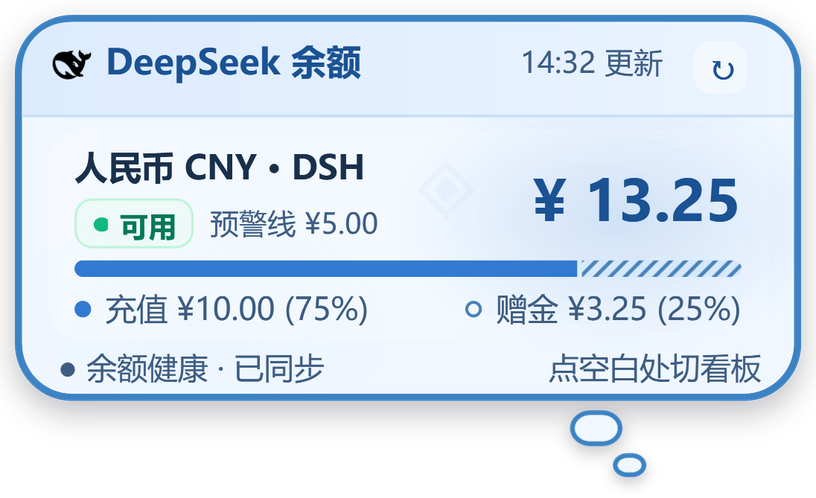 DeepSeek 余额
14:32 更新
↻
人民币 CNY • DSH
¥ 13.25
可用
预警线 ¥5.00
充值 ¥10.00 (75%)
赠金 ¥3.25 (25%)
余额健康 · 已同步
点空白处切看板